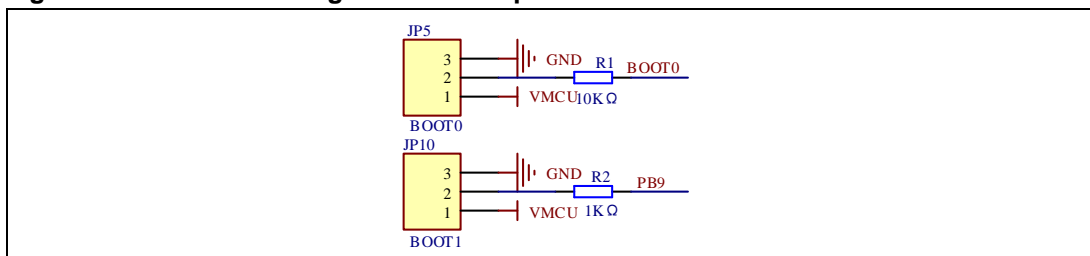 JP5
3
GND
R1
BOOT0
2
1
VMCU
10KΩ
BOOT0
JP10
3
GND
R2
PB9
2
1
VMCU
1KΩ
BOOT1